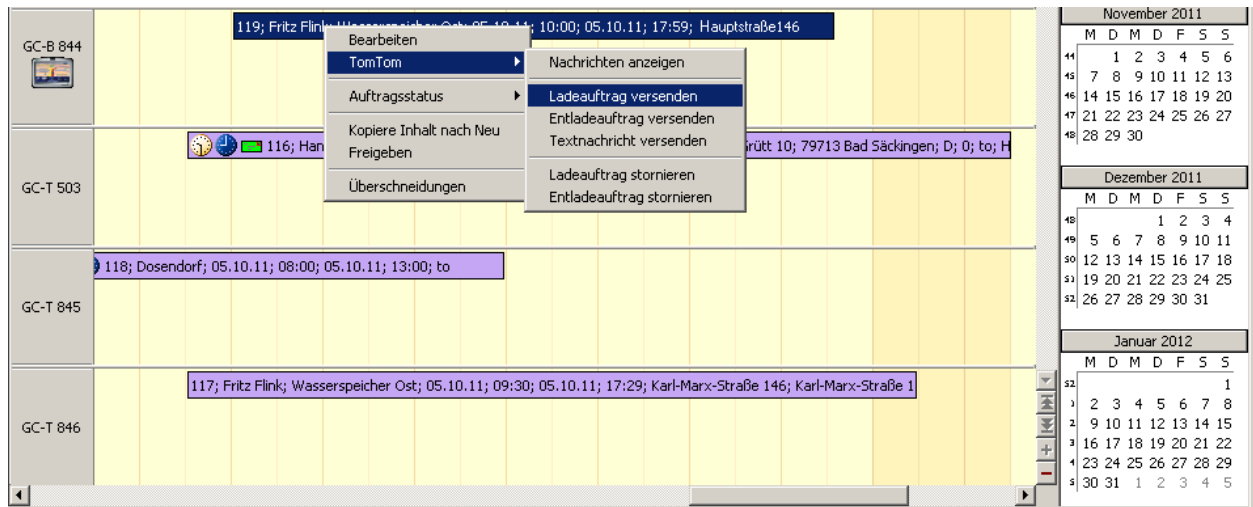 GC-B 844
119; Fritz Flink; Wasserspeicher Ost; 05.10.11; 10:00; 05.10.11; 17:59; Hauptstraße146
Bearbeiten
TomTom
Auftragsstatus
Kopiere Inhalt nach Neu
Freigeben
Überschneidungen
Nachrichten anzeigen
Ladeauftrag versenden
Entladeauftrag versenden
Textnachricht versenden
Ladeauftrag stornieren
Entladeauftrag stornieren
GC-T 503
116; Han
rütt 10; 79713 Bad Säckingen; D; 0; to; H
GC-T 845
118; Dosendorf; 05.10.11; 08:00; 05.10.11; 13:00; to
GC-T 846
117; Fritz Flink; Wasserspeicher Ost; 05.10.11; 09:30; 05.10.11; 17:29; Karl-Marx-Straße 146; Karl-Marx-Straße 1
November 2011
M D M D F S S
44 1 2 3 4 5 6
45 7 8 9 10 11 12 13
46 14 15 16 17 18 19 20
47 21 22 23 24 25 26 27
48 28 29 30
Dezember 2011
M D M D F S S
48 1 2 3 4
49 5 6 7 8 9 10 11
50 12 13 14 15 16 17 18
51 19 20 21 22 23 24 25
52 26 27 28 29 30 31
Januar 2012
M D M D F S S
52 1
1 2 3 4 5 6 7 8
2 9 10 11 12 13 14 15
3 16 17 18 19 20 21 22
4 23 24 25 26 27 28 29
5 30 31 1 2 3 4 5